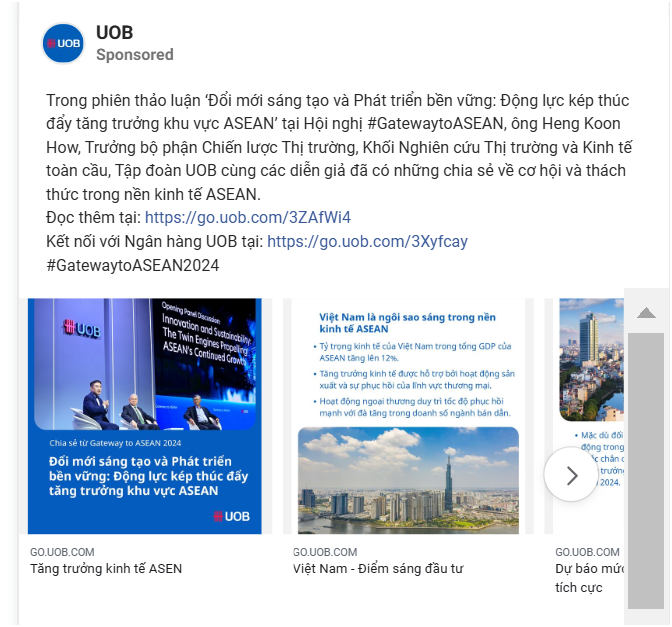 UOB
UOB
Sponsored
Trong phiên thảo luận ‘Đổi mới sáng tạo và Phát triển bền vững: Động lực kép thúc
đẩy tăng trưởng khu vực ASEAN’ tại Hội nghị #GatewaytoASEAN, ông Heng Koon
How, Trưởng bộ phận Chiến lược Thị trường, Khối Nghiên cứu Thị trường và Kinh tế
toàn cầu, Tập đoàn UOB cùng các diễn giả đã có những chia sẻ về cơ hội và thách
thức trong nền kinh tế ASEAN.
Đọc thêm tại: https://go.uob.com/3ZAfWi4
Kết nối với Ngân hàng UOB tại: https://go.uob.com/3Xyfcay
#GatewaytoASEAN2024
UOB
Opening Panel Discussion
Innovation and Sustainability:
The Twin Engines Propelling
ASEAN's Continued Growth
Chia sẻ từ Gateway to ASEAN 2024
Đổi mới sáng tạo và Phát triển
bền vững: Động lực kép thúc đẩy
tăng trưởng khu vực ASEAN
UOB
GO.UOB.COM
Tăng trưởng kinh tế ASEN
Việt Nam là ngôi sao sáng trong nền
kinh tế ASEAN
• Tỷ trọng kinh tế của Việt Nam trong tổng GDP của
ASEAN tăng lên 12%.
• Tăng trưởng kinh tế được hỗ trợ bởi hoạt động sản
xuất và sự phục hồi của lĩnh vực thương mại.
• Hoạt động ngoại thương duy trì tốc độ phục hồi
mạnh với đà tăng trong doanh số ngành bán dẫn.
GO.UOB.COM
Việt Nam - Điểm sáng đầu tư
• Mặc dù đối
động trong
chắn c
trưởn
2024.
GO.UOB.COM
Dự báo mức
tích cực